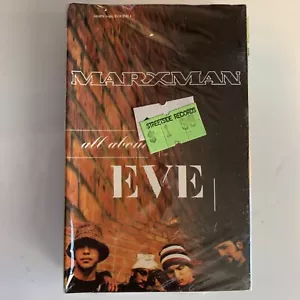 MARXMAN
STREETSIDE RECORDS
all about
EVE